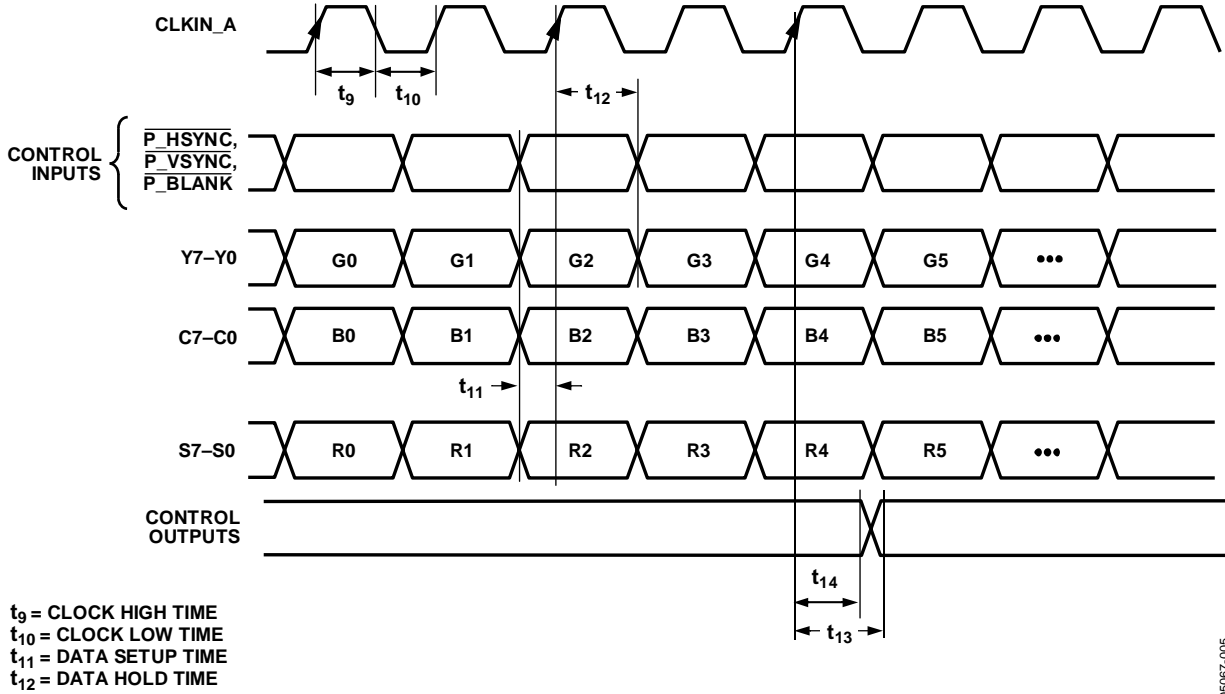 CLKIN_A
t9
t10
t12
CONTROL
INPUTS
P_HSYNC,
P_VSYNC,
P_BLANK
Y7–Y0
G0 G1 G2 G3 G4 G5 •••
C7–C0
B0 B1 B2 B3 B4 B5 •••
t11
S7–S0
R0 R1 R2 R3 R4 R5 •••
CONTROL
OUTPUTS
t14
t13
t9 = CLOCK HIGH TIME
t10 = CLOCK LOW TIME
t11 = DATA SETUP TIME
t12 = DATA HOLD TIME
05067-005